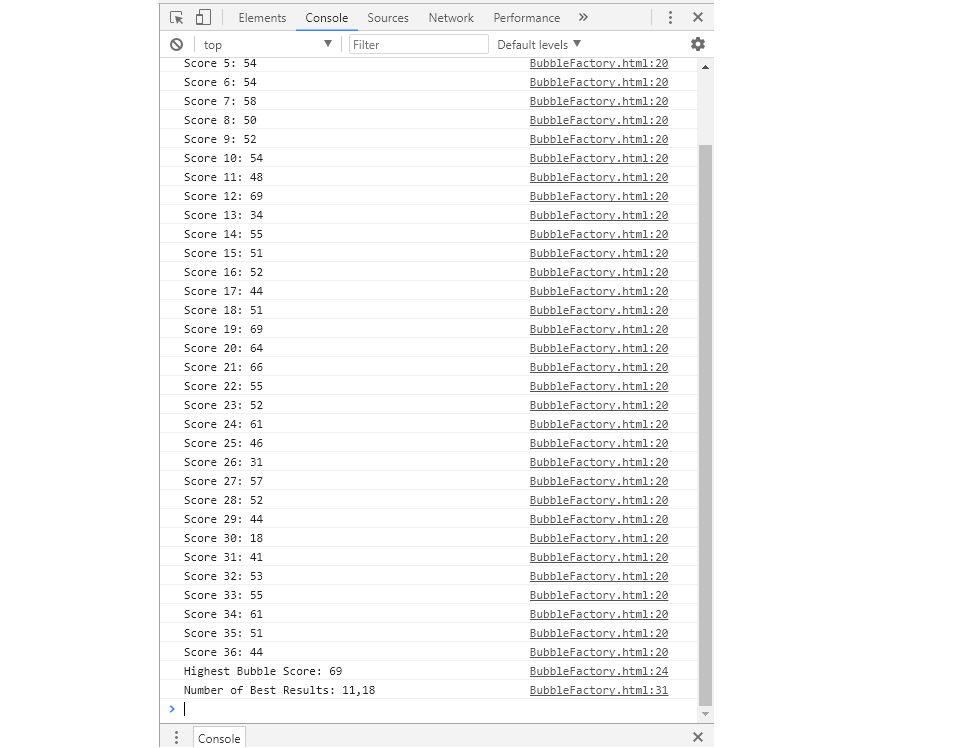 Elements Console Sources Network Performance »
top ▼ Filter Default levels ▼
Score 5: 54 BubbleFactory.html:20
Score 6: 54 BubbleFactory.html:20
Score 7: 58 BubbleFactory.html:20
Score 8: 50 BubbleFactory.html:20
Score 9: 52 BubbleFactory.html:20
Score 10: 54 BubbleFactory.html:20
Score 11: 48 BubbleFactory.html:20
Score 12: 69 BubbleFactory.html:20
Score 13: 34 BubbleFactory.html:20
Score 14: 55 BubbleFactory.html:20
Score 15: 51 BubbleFactory.html:20
Score 16: 52 BubbleFactory.html:20
Score 17: 44 BubbleFactory.html:20
Score 18: 51 BubbleFactory.html:20
Score 19: 69 BubbleFactory.html:20
Score 20: 64 BubbleFactory.html:20
Score 21: 66 BubbleFactory.html:20
Score 22: 55 BubbleFactory.html:20
Score 23: 52 BubbleFactory.html:20
Score 24: 61 BubbleFactory.html:20
Score 25: 46 BubbleFactory.html:20
Score 26: 31 BubbleFactory.html:20
Score 27: 57 BubbleFactory.html:20
Score 28: 52 BubbleFactory.html:20
Score 29: 44 BubbleFactory.html:20
Score 30: 18 BubbleFactory.html:20
Score 31: 41 BubbleFactory.html:20
Score 32: 53 BubbleFactory.html:20
Score 33: 55 BubbleFactory.html:20
Score 34: 61 BubbleFactory.html:20
Score 35: 51 BubbleFactory.html:20
Score 36: 44 BubbleFactory.html:20
Highest Bubble Score: 69 BubbleFactory.html:24
Number of Best Results: 11,18 BubbleFactory.html:31
Console